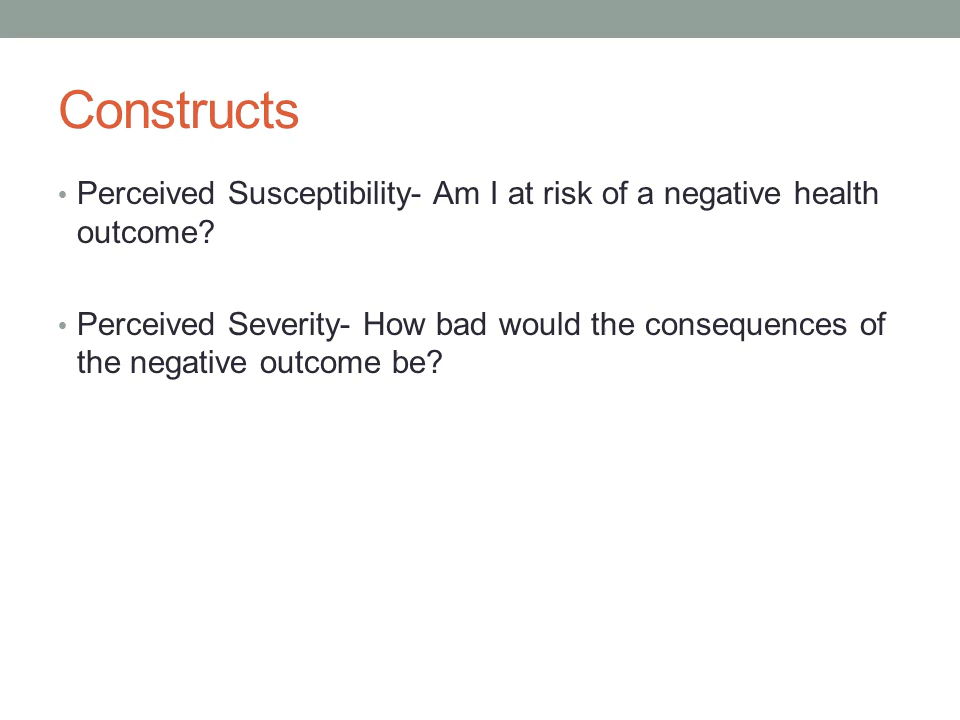 Constructs
• Perceived Susceptibility- Am I at risk of a negative health
outcome?
• Perceived Severity- How bad would the consequences of
the negative outcome be?